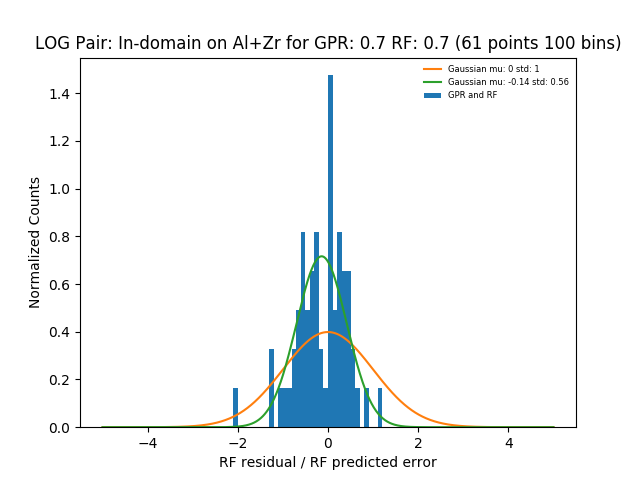 LOG Pair: In-domain on Al+Zr for GPR: 0.7 RF: 0.7 (61 points 100 bins)
Gaussian mu: 0 std: 1
Gaussian mu: -0.14 std: 0.56
GPR and RF
Normalized Counts
1.4
1.2
1.0
0.8
0.6
0.4
0.2
0.0
−4 −2 0 2 4
RF residual / RF predicted error